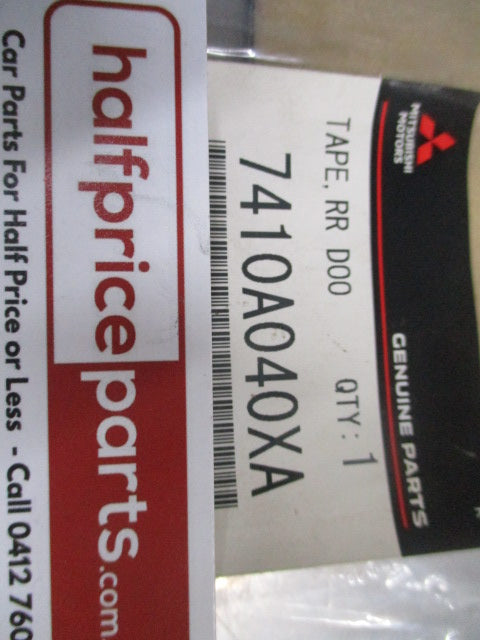 MITSUBISHI
MOTORS
GENUINE PARTS
TAPE, RR DOO QTY: 1
7410A040XA
halfpriceparts.com
Car Parts For Half Price or Less - Call 0412 760